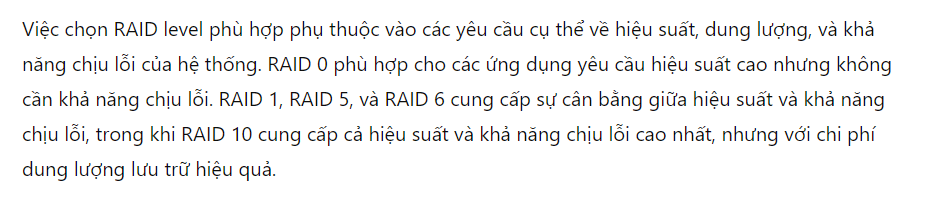 Việc chọn RAID level phù hợp phụ thuộc vào các yêu cầu cụ thể về hiệu suất, dung lượng, và khả
năng chịu lỗi của hệ thống. RAID 0 phù hợp cho các ứng dụng yêu cầu hiệu suất cao nhưng không
cần khả năng chịu lỗi. RAID 1, RAID 5, và RAID 6 cung cấp sự cân bằng giữa hiệu suất và khả năng
chịu lỗi, trong khi RAID 10 cung cấp cả hiệu suất và khả năng chịu lỗi cao nhất, nhưng với chi phí
dung lượng lưu trữ hiệu quả.